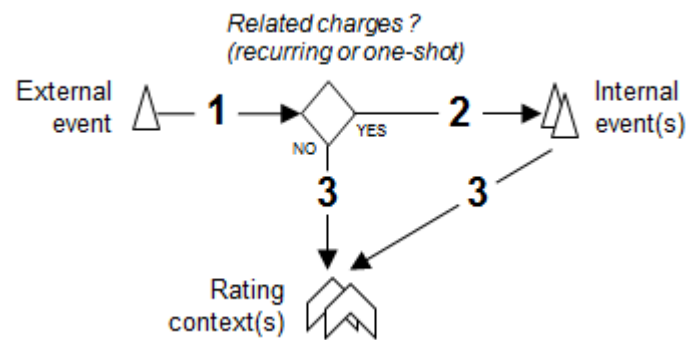 Related charges ?
(recurring or one-shot)
External
event
1
2
Internal
event(s)
NO
YES
3
3
Rating
context(s)